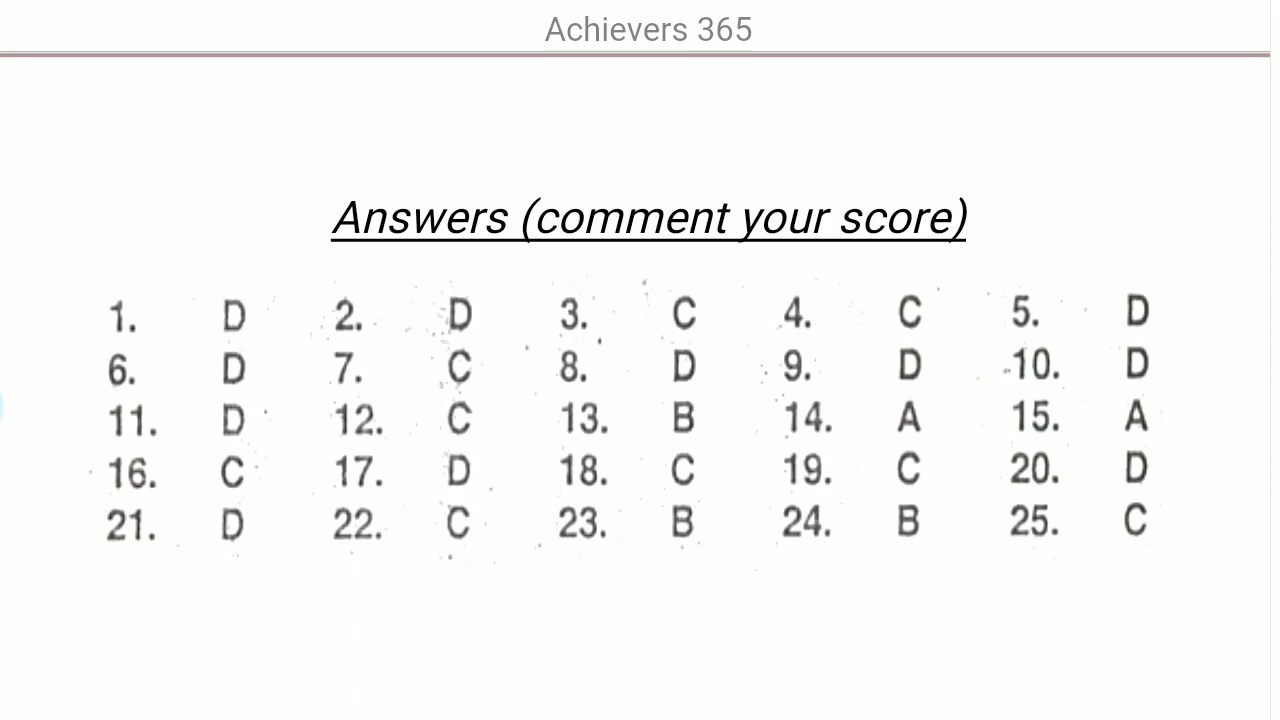 Achievers 365
Answers (comment your score)
1. D 2. D 3. C 4. C 5. D
6. D 7. C 8. D 9. D 10. D
11. D 12. C 13. B 14. A 15. A
16. C 17. D 18. C 19. C 20. D
21. D 22. C 23. B 24. B 25. C